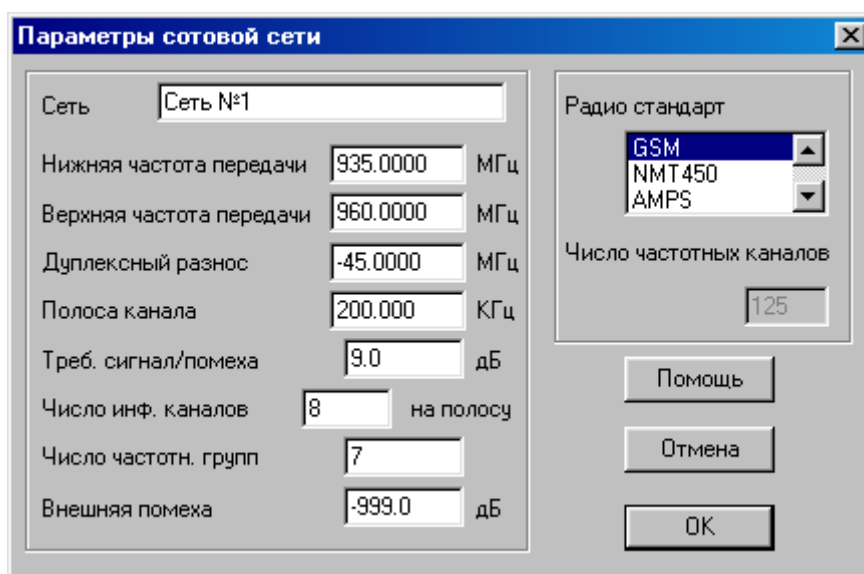 Параметры сотовой сети
Сеть Сеть №1
Нижняя частота передачи 935.0000 МГц
Верхняя частота передачи 960.0000 МГц
Дуплексный разнос -45.0000 МГц
Полоса канала 200.000 КГц
Треб. сигнал/помеха 9.0 дБ
Число инф. каналов 8 на полосу
Число частотн. групп 7
Внешняя помеха -999.0 дБ
Радио стандарт
GSM
NMT450
AMPS
Число частотных каналов
125
Помощь
Отмена
OK